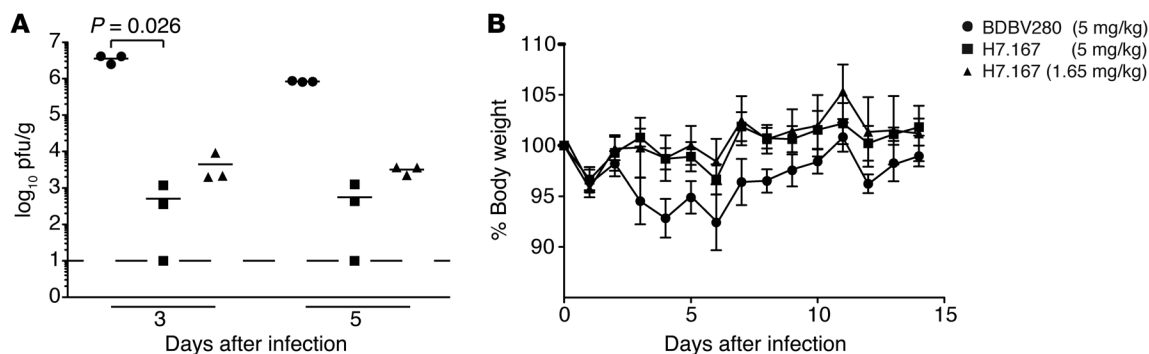 A
P = 0.026
7
6
5
4
3
2
1
0
log10 pfu/g
3
5
Days after infection
B
110
105
100
95
90
% Body weight
0
5
10
15
Days after infection
BDBV280 (5 mg/kg)
H7.167 (5 mg/kg)
H7.167 (1.65 mg/kg)